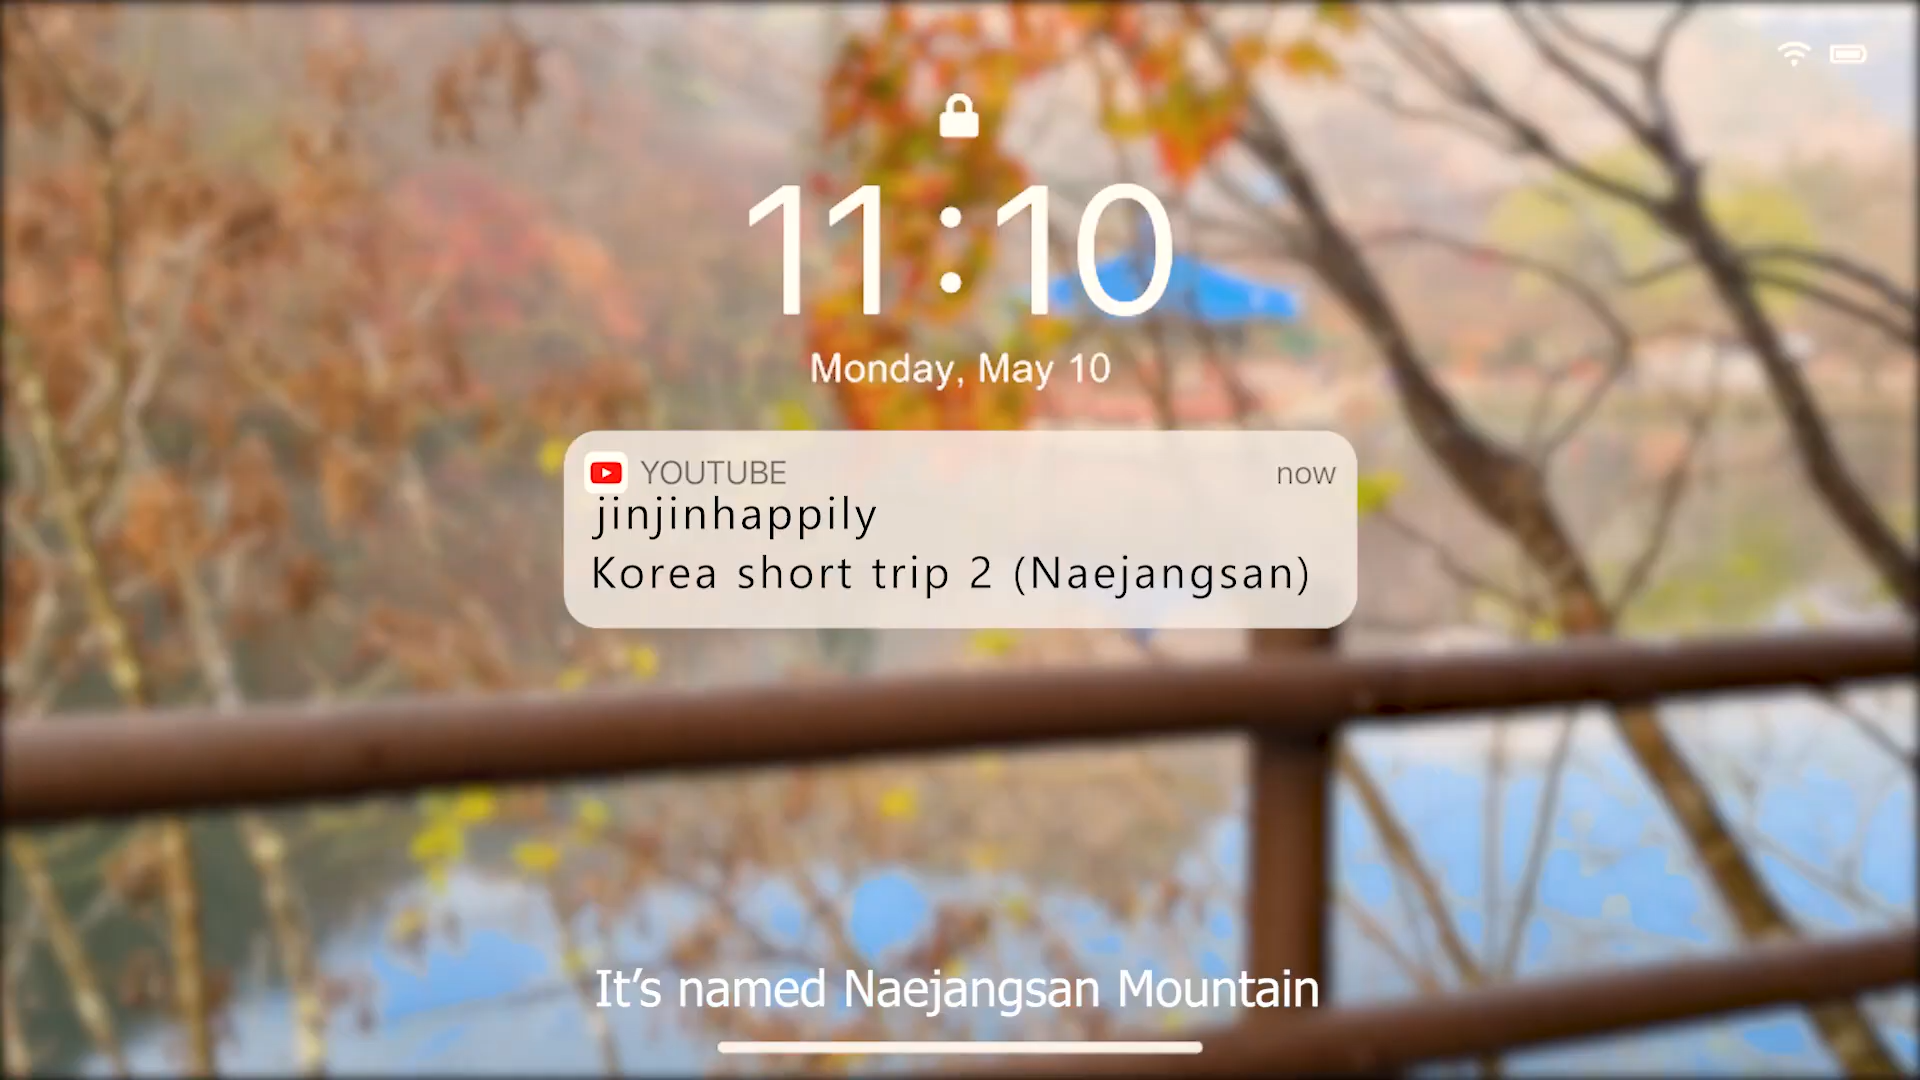 11:10
Monday, May 10
YOUTUBE now
jinjinhappily
Korea short trip 2 (Naejangsan)
It’s named Naejangsan Mountain